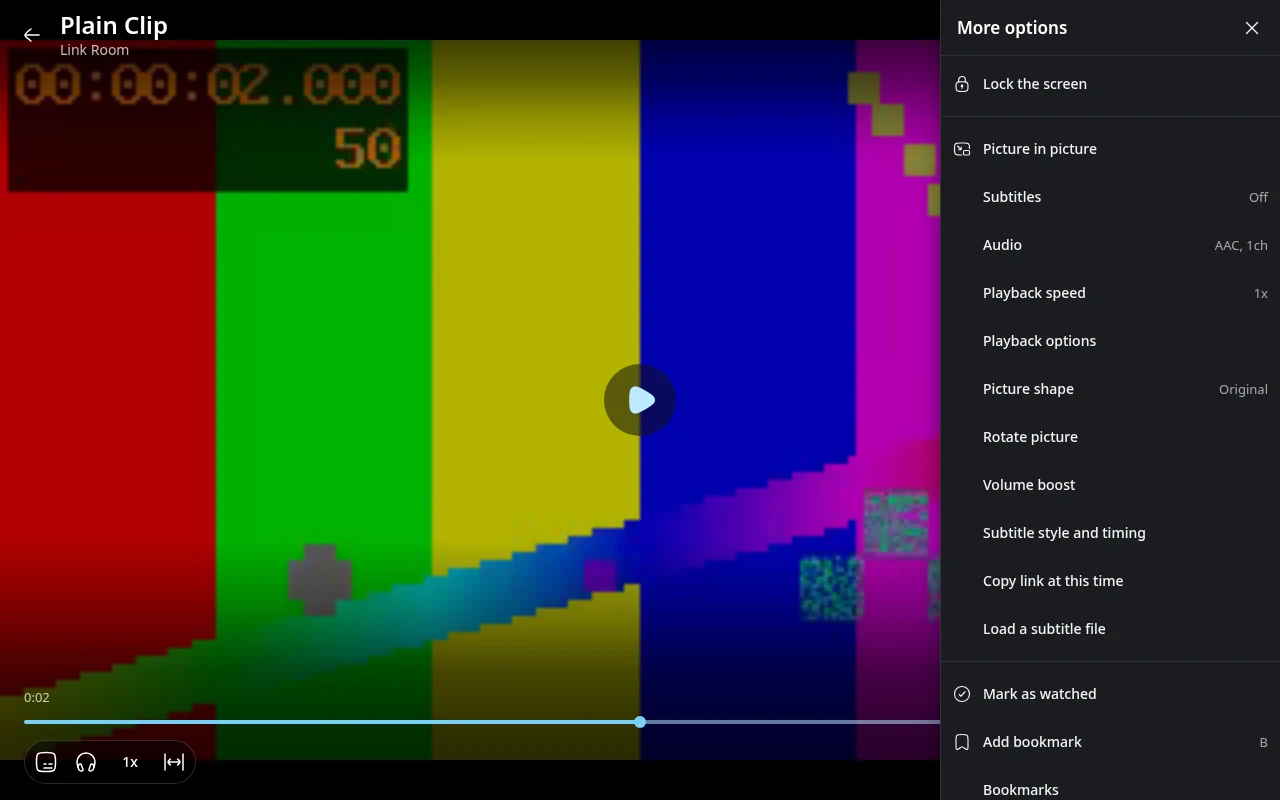 Plain Clip
Link Room
00:00:02.000
50
0:02
1x
More options
Lock the screen
Picture in picture
Subtitles Off
Audio AAC, 1ch
Playback speed 1x
Playback options
Picture shape Original
Rotate picture
Volume boost
Subtitle style and timing
Copy link at this time
Load a subtitle file
Mark as watched
Add bookmark B
Bookmarks